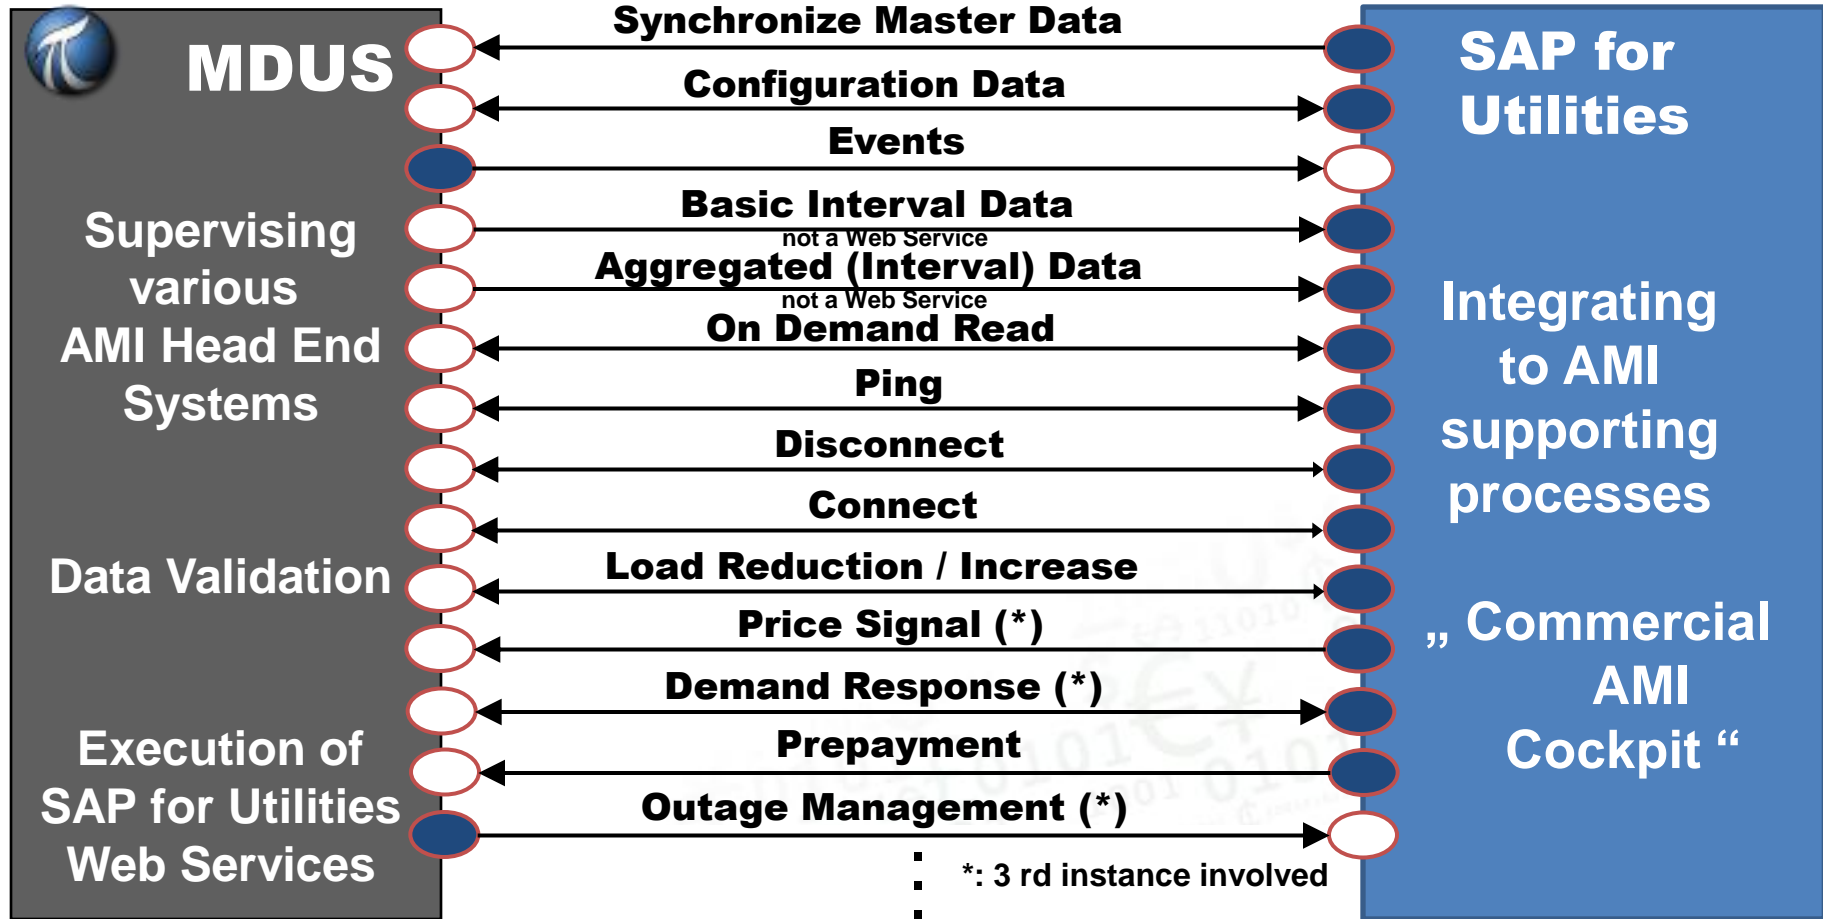 MDUS
Supervising
various
AMI Head End
Systems
Data Validation
Execution of
SAP for Utilities
Web Services
Synchronize Master Data
Configuration Data
Events
Basic Interval Data
not a Web Service
Aggregated (Interval) Data
not a Web Service
On Demand Read
Ping
Disconnect
Connect
Load Reduction / Increase
Price Signal (*)
Demand Response (*)
Prepayment
Outage Management (*)
*: 3 rd instance involved
SAP for
Utilities
Integrating
to AMI
supporting
processes
„ Commercial
AMI
Cockpit “